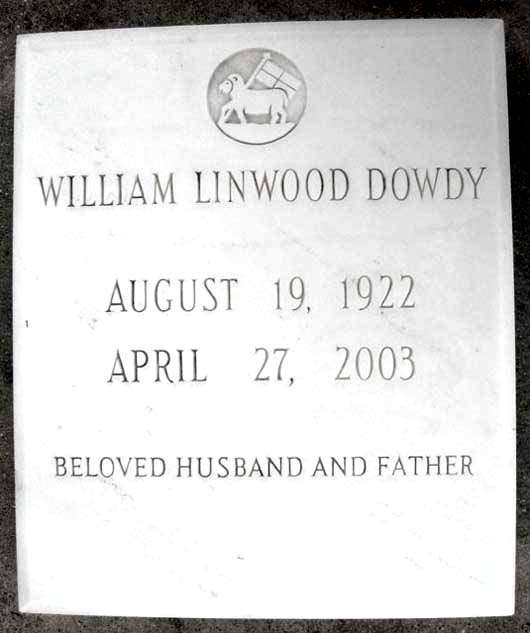 WILLIAM LINWOOD DOWDY
AUGUST 19, 1922
APRIL 27, 2003
BELOVED HUSBAND AND FATHER